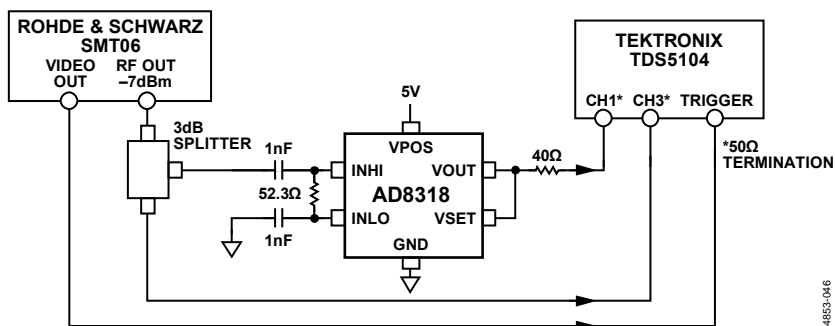 ROHDE & SCHWARZ
SMT06
VIDEO
OUT
RF OUT
–7dBm
TEKTRONIX
TDS5104
CH1*
CH3*
TRIGGER
3dB
SPLITTER
1nF
52.3Ω
1nF
5V
VPOS
INHI
VOUT
AD8318
INLO
VSET
GND
40Ω
*50Ω
TERMINATION
4853-046